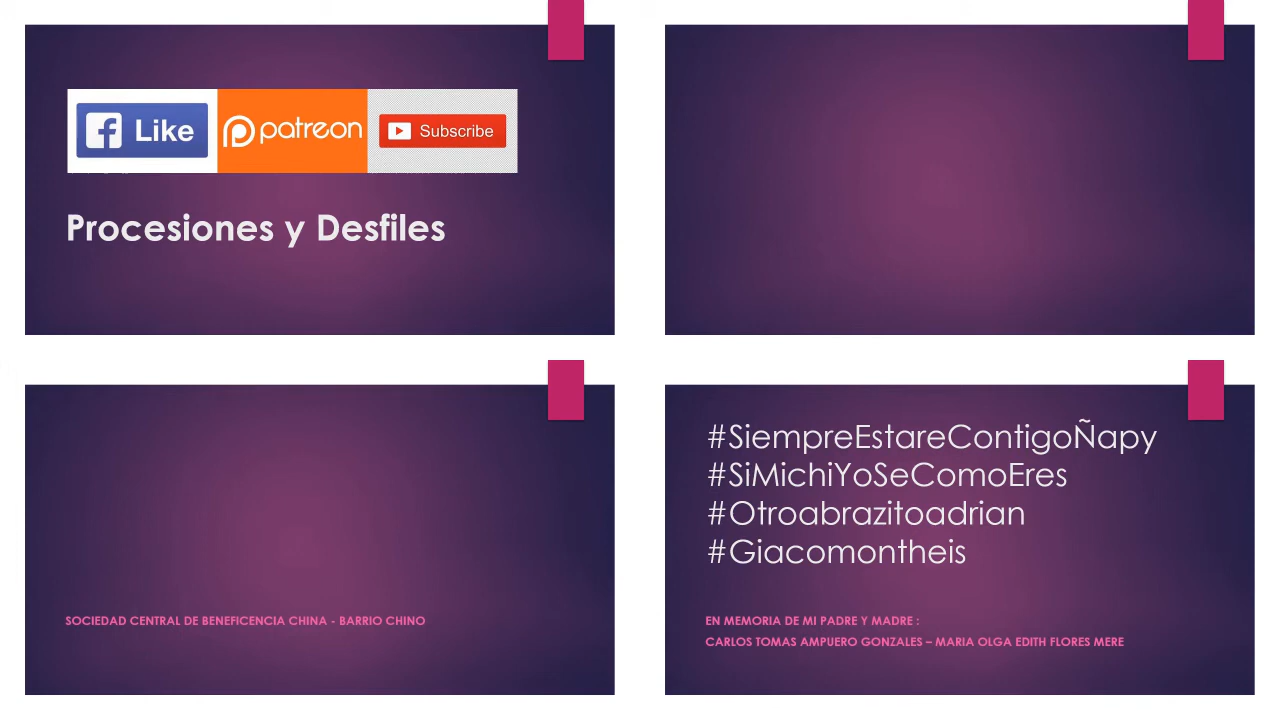 Like
patreon
Subscribe
Procesiones y Desfiles
SOCIEDAD CENTRAL DE BENEFICENCIA CHINA - BARRIO CHINO
#SiempreEstareContigoÑapy
#SiMichiYoSeComoEres
#Otroabrazitoadrian
#Giacomontheis
EN MEMORIA DE MI PADRE Y MADRE :
CARLOS TOMAS AMPUERO GONZALES – MARIA OLGA EDITH FLORES MERE